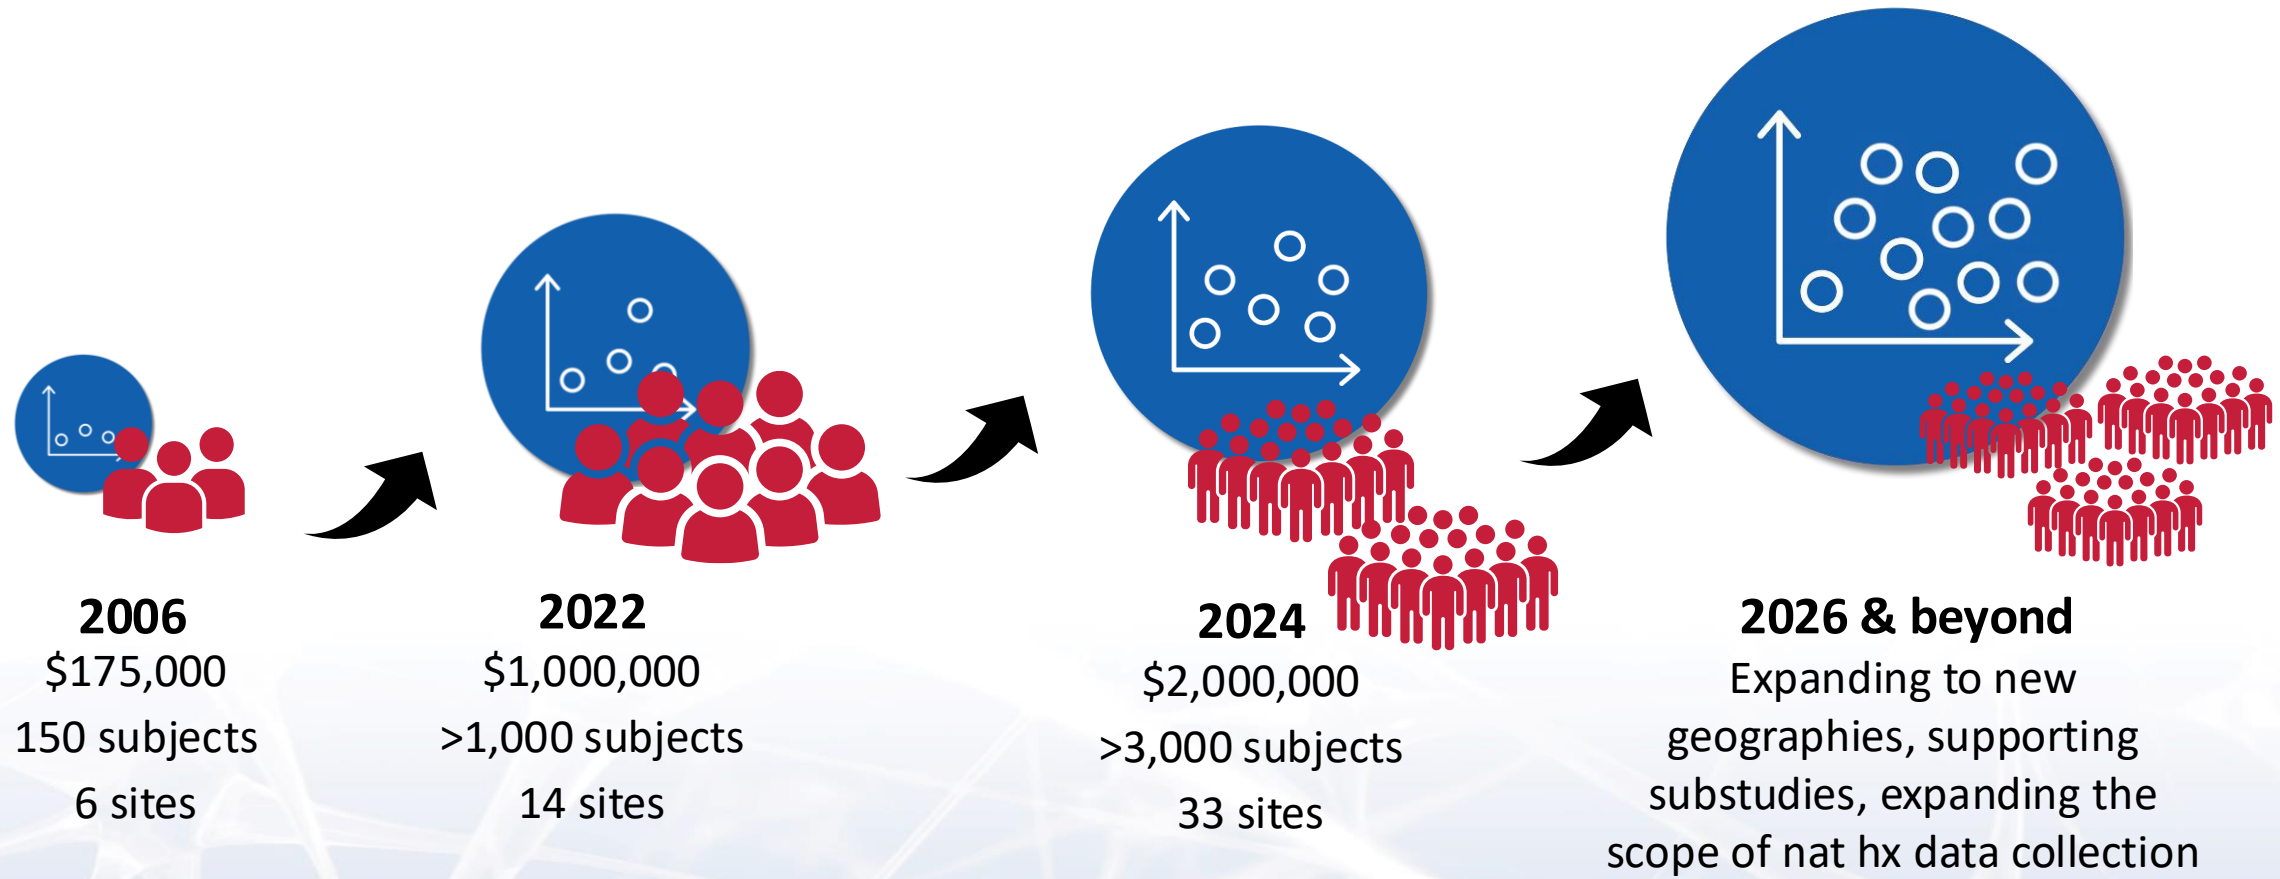 2006
$175,000
150 subjects
6 sites
2022
$1,000,000
>1,000 subjects
14 sites
2024
$2,000,000
>3,000 subjects
33 sites
2026 & beyond
Expanding to new
geographies, supporting
substudies, expanding the
scope of nat hx data collection